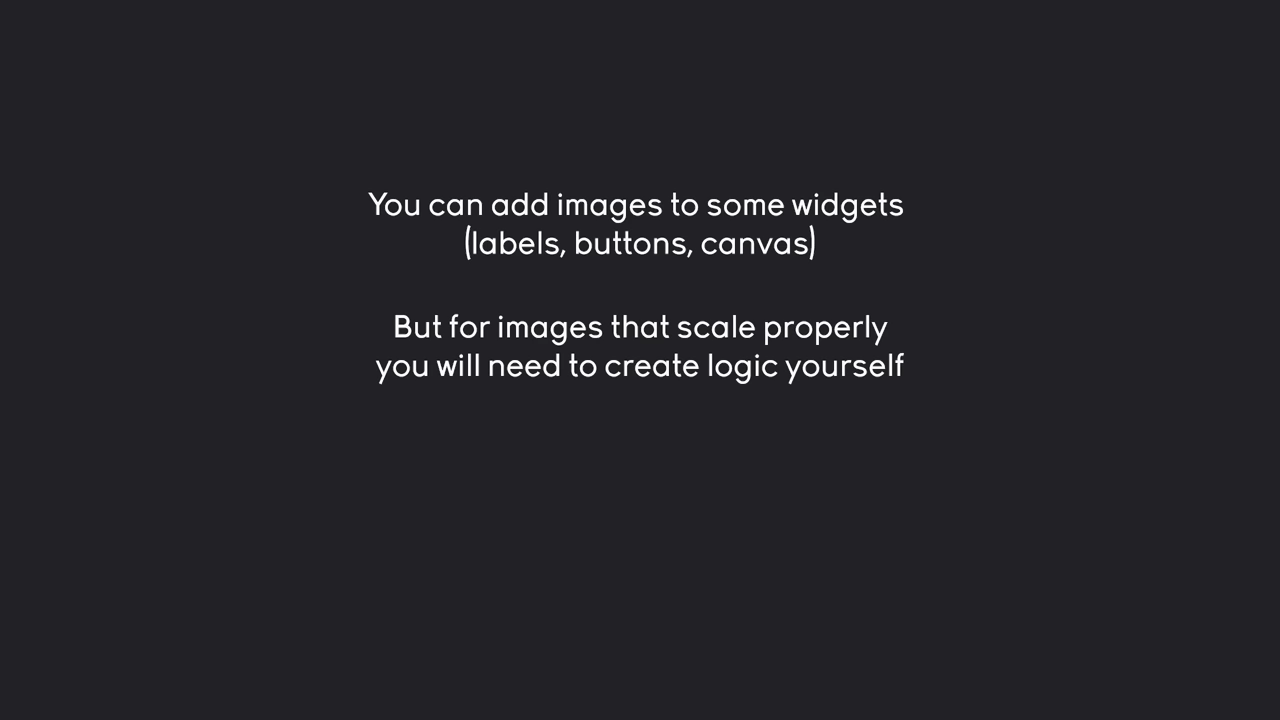 You can add images to some widgets
(labels, buttons, canvas)
But for images that scale properly
you will need to create logic yourself